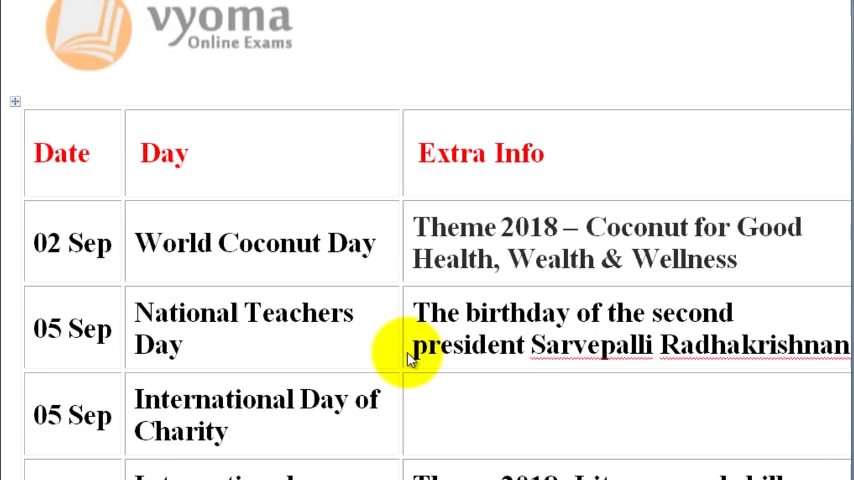 vyoma
Online Exams
Date Day Extra Info
02 Sep World Coconut Day Theme 2018 – Coconut for Good
Health, Wealth & Wellness
05 Sep National Teachers
Day
The birthday of the second
president Sarvepalli Radhakrishnan
05 Sep International Day of
Charity